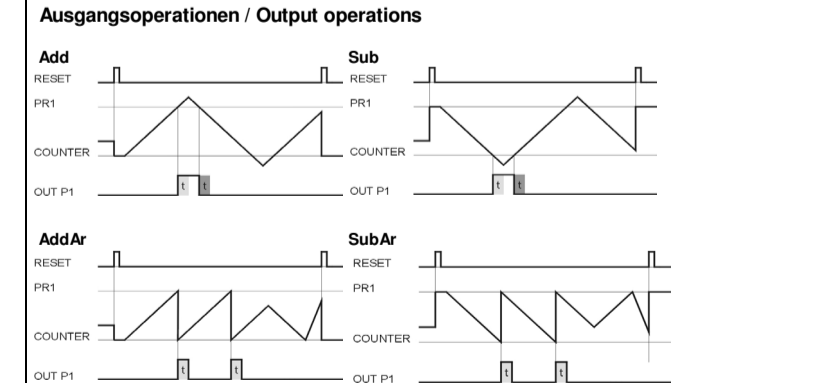 Ausgangsoperationen / Output operations
Add
RESET
PR1
COUNTER
OUT P1
t
t
Sub
RESET
PR1
COUNTER
OUT P1
t
t
AddAr
RESET
PR1
COUNTER
OUT P1
t
t
SubAr
RESET
PR1
COUNTER
OUT P1
t
t